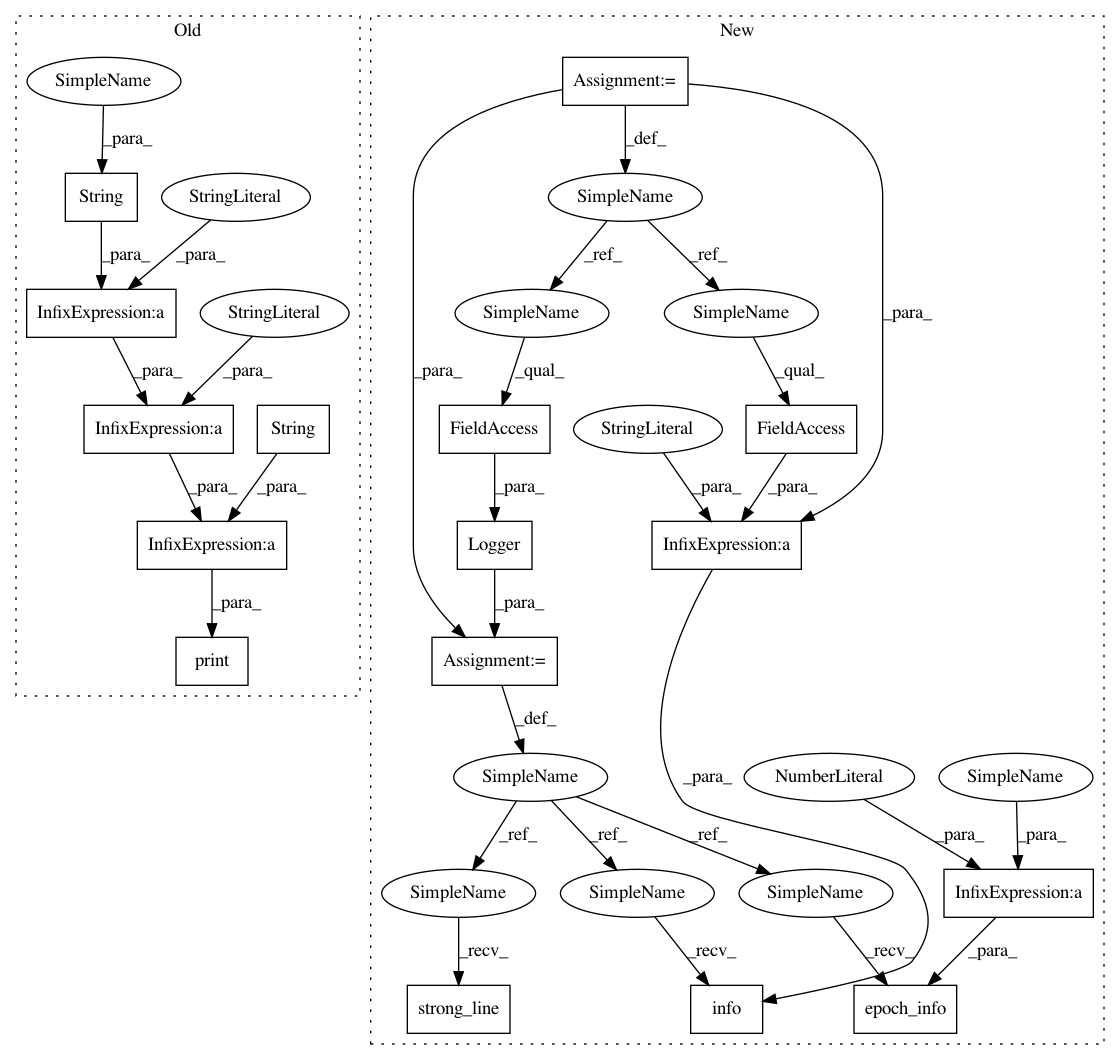 Old
New
SimpleName
Assignment:=
_para_
_def_
String
StringLiteral
SimpleName
_para_
_para_
_ref_
_ref_
InfixExpression:a
StringLiteral
SimpleName
SimpleName
_para_
_para_
_para_
_para_
_qual_
_qual_
InfixExpression:a
String
FieldAccess
StringLiteral
FieldAccess
_para_
_para_
_para_
_para_
_para_
InfixExpression:a
Logger
InfixExpression:a
_para_
_para_
print
Assignment:=
_def_
SimpleName
NumberLiteral
SimpleName
_para_
_ref_
_ref_
_ref_
_para_
_para_
SimpleName
SimpleName
SimpleName
InfixExpression:a
_recv_
_recv_
_recv_
_para_
strong_line
info
epoch_info